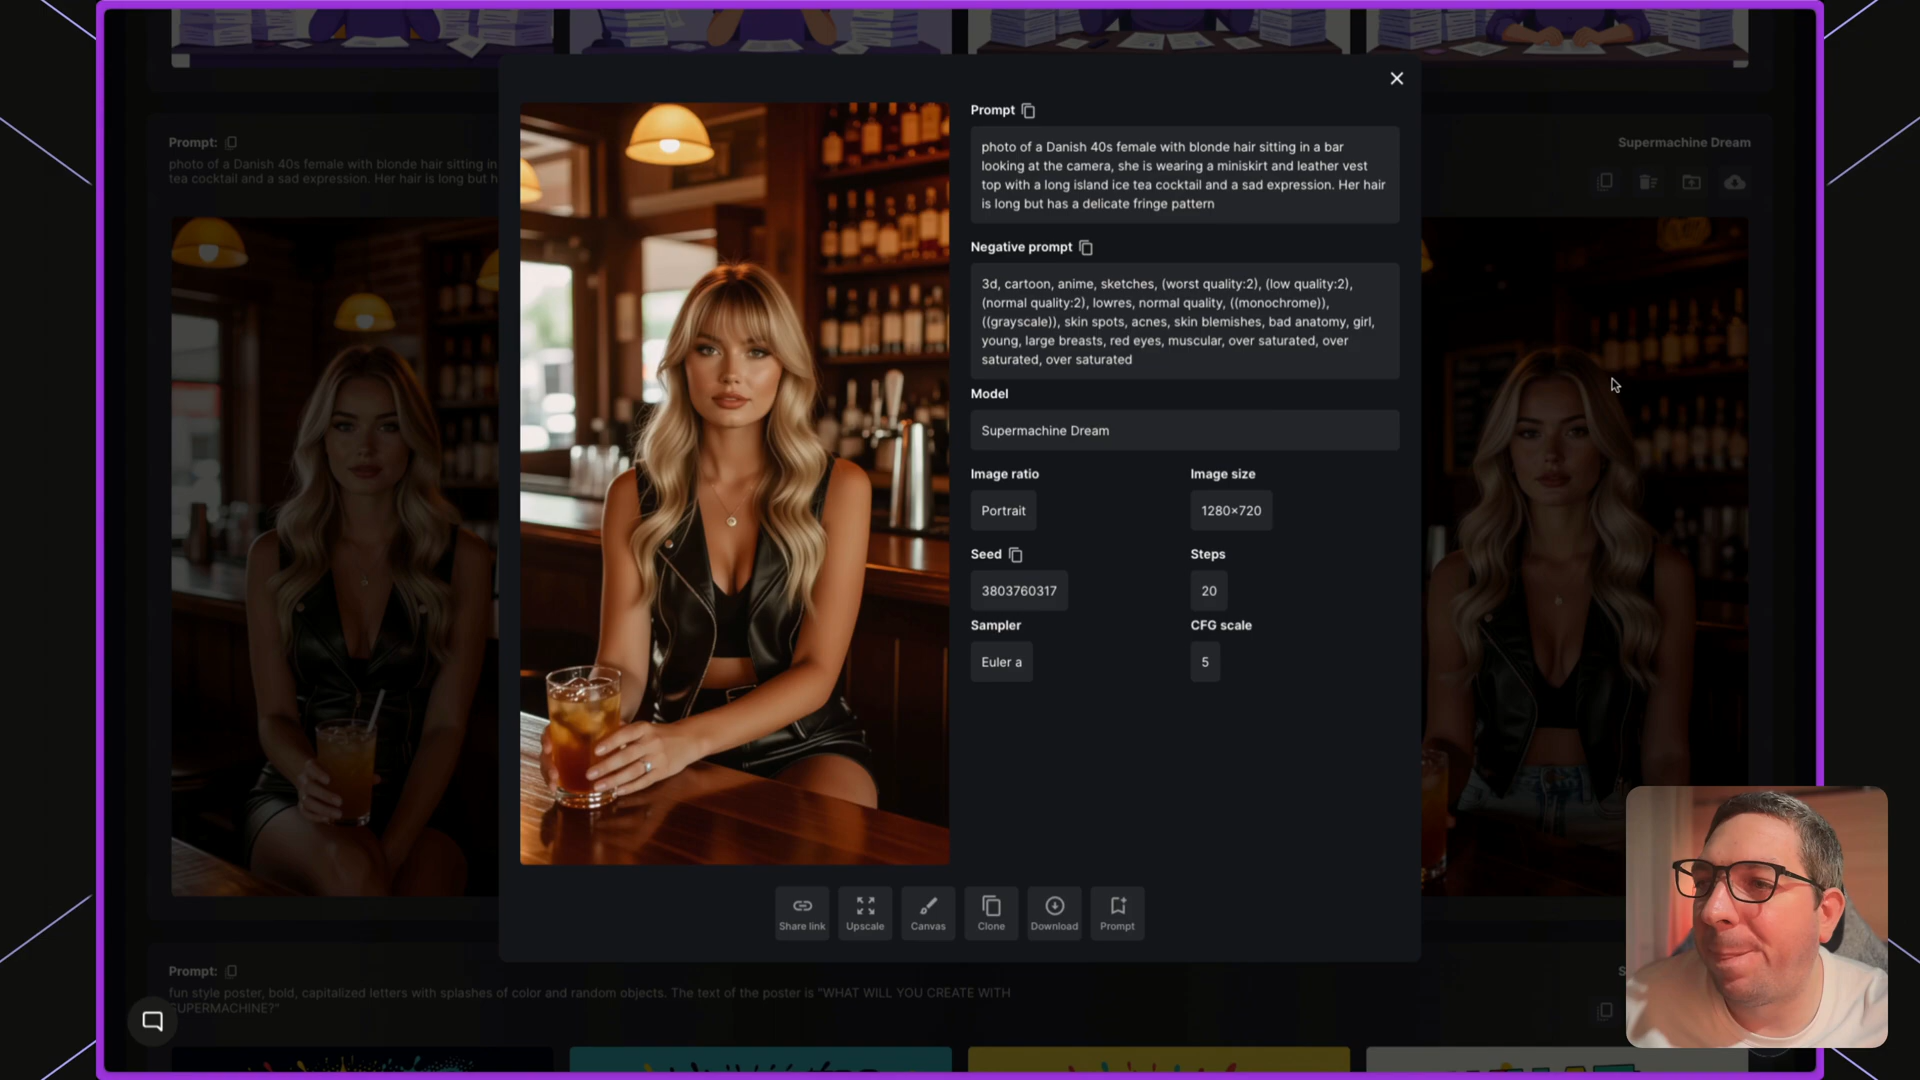 Prompt
photo of a Danish 40s female with blonde hair sitting in a bar
looking at the camera, she is wearing a miniskirt and leather vest
top with a long island ice tea cocktail and a sad expression. Her hair
is long but has a delicate fringe pattern
Negative prompt
3d, cartoon, anime, sketches, (worst quality:2), (low quality:2),
(normal quality:2), lowres, normal quality, ((monochrome)),
((grayscale)), skin spots, acnes, skin blemishes, bad anatomy, girl,
young, large breasts, red eyes, muscular, over saturated, over
saturated, over saturated
Model
Supermachine Dream
Image ratio Image size
Portrait 1280×720
Seed Steps
3803760317 20
Sampler CFG scale
Euler a 5
Share link Upscale Canvas Clone Download Prompt
Prompt:
photo of a Danish 40s female with blonde hair sitting in
tea cocktail and a sad expression. Her hair is long but h
Supermachine Dream
Prompt:
fun style poster, bold, capitalized letters with splashes of color and random objects. The text of the poster is "WHAT WILL YOU CREATE WITH
SUPERMACHINE?"
S